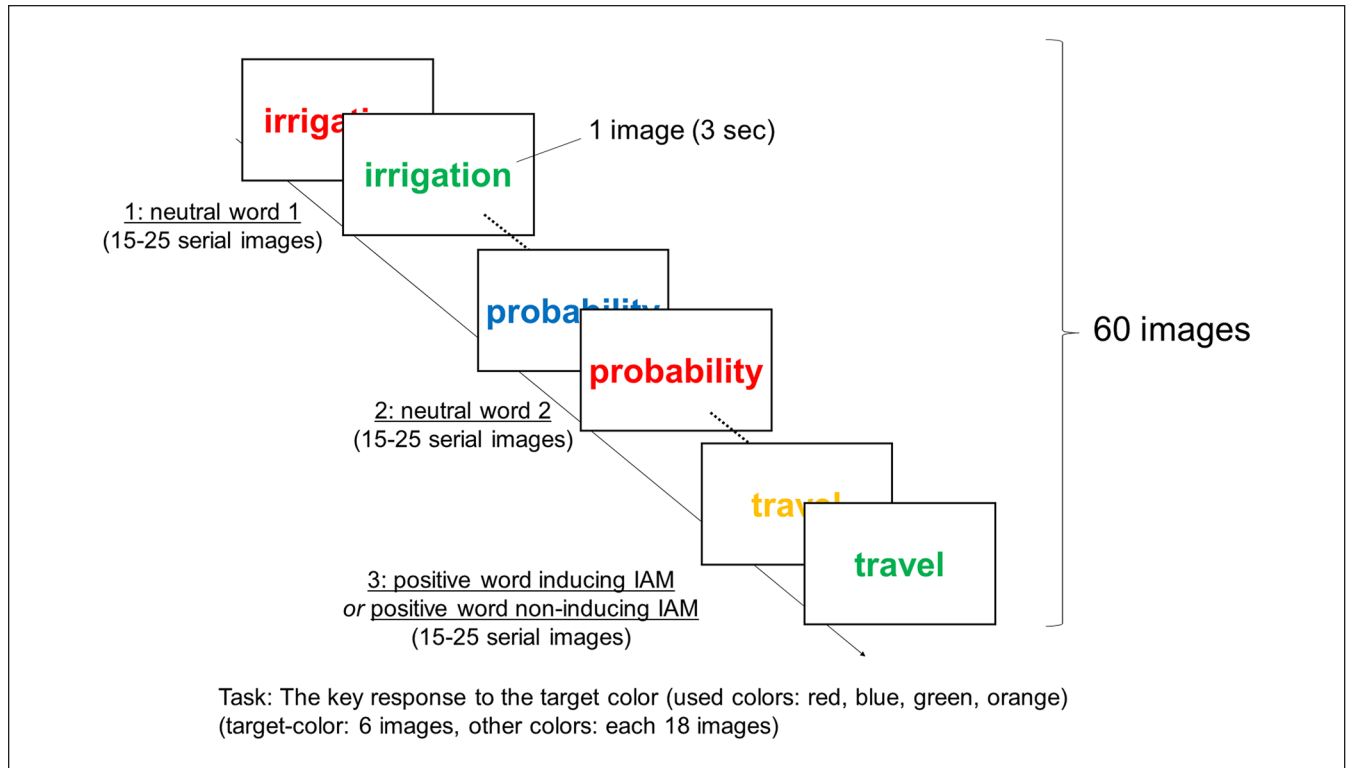 irrigati
irrigation
1 image (3 sec)
1: neutral word 1
(15-25 serial images)
probability
probability
60 images
2: neutral word 2
(15-25 serial images)
travel
travel
3: positive word inducing IAM
or positive word non-inducing IAM
(15-25 serial images)
Task: The key response to the target color (used colors: red, blue, green, orange)
(target-color: 6 images, other colors: each 18 images)